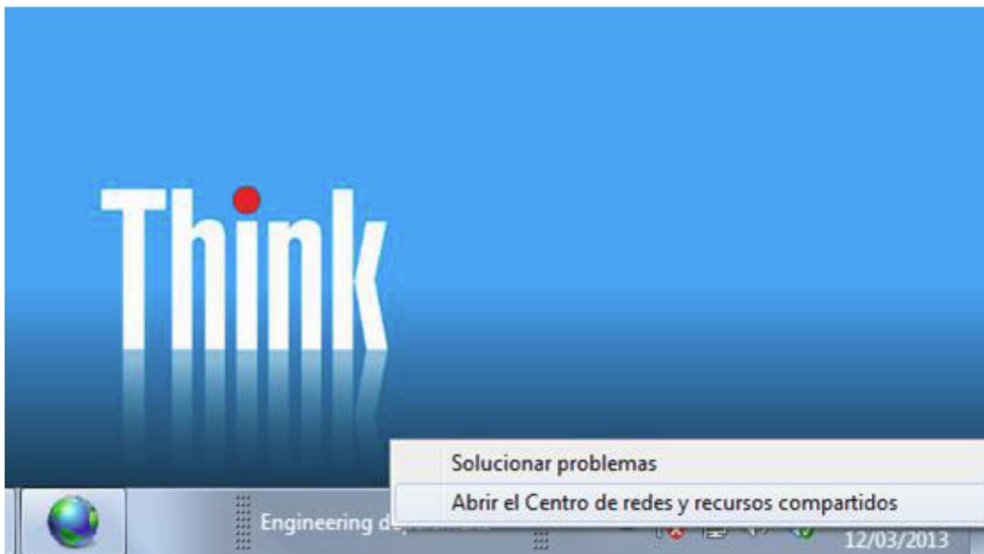 Think
Solucionar problemas
Abrir el Centro de redes y recursos compartidos
Engineering
12/03/2013